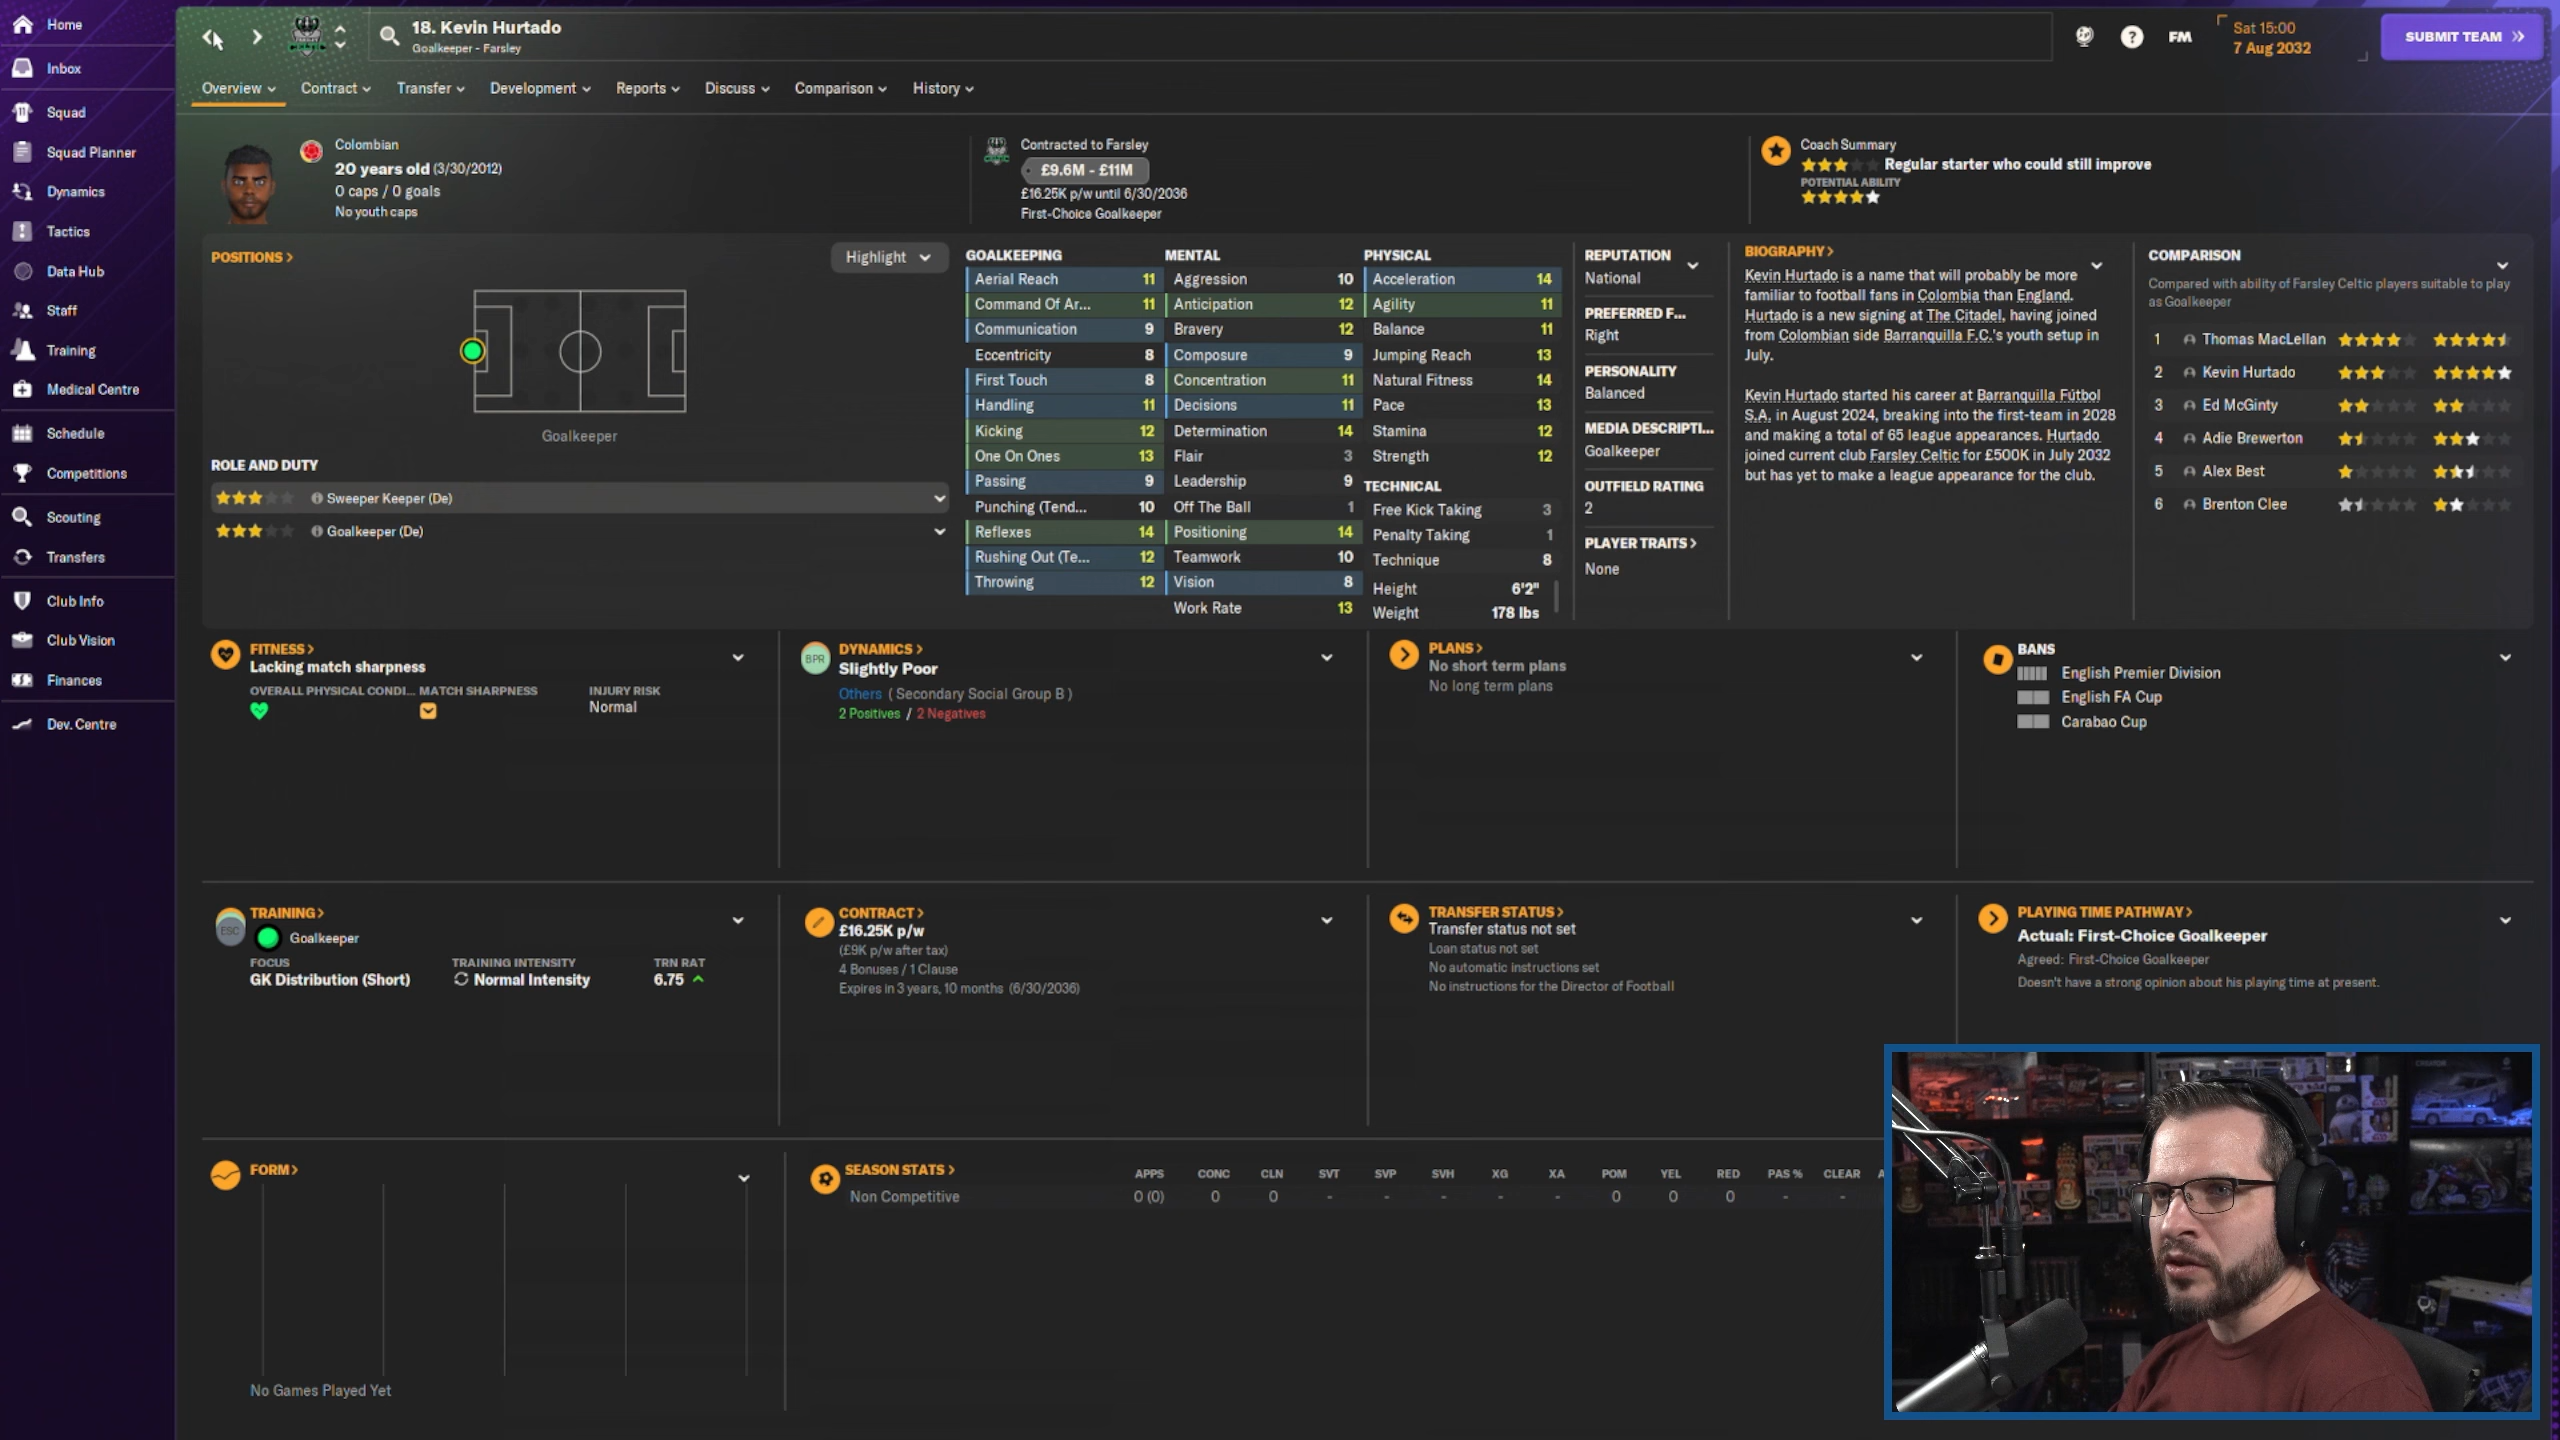 Home
Inbox
Squad
Squad Planner
Dynamics
Tactics
Data Hub
Staff
Training
Medical Centre
Schedule
Competitions
Scouting
Transfers
Club Info
Club Vision
Finances
Dev. Centre
18. Kevin Hurtado
Goalkeeper - Farsley
FM
Sat 15:00
7 Aug 2032
SUBMIT TEAM
Overview
Contract
Transfer
Development
Reports
Discuss
Comparison
History
Colombian
20 years old (3/30/2012)
0 caps / 0 goals
No youth caps
Contracted to Farsley
£9.6M - £11M
£16.25K p/w until 6/30/2036
First-Choice Goalkeeper
Coach Summary
Regular starter who could still improve
POTENTIAL ABILITY
POSITIONS >
Highlight
Goalkeeper
ROLE AND DUTY
Sweeper Keeper (De)
Goalkeeper (De)
GOALKEEPING
Aerial Reach 11
Command Of Ar... 11
Communication 9
Eccentricity 8
First Touch 8
Handling 11
Kicking 12
One On Ones 13
Passing 9
Punching (Tend... 10
Reflexes 14
Rushing Out (Te... 12
Throwing 12
MENTAL
Aggression 10
Anticipation 12
Bravery 12
Composure 9
Concentration 11
Decisions 11
Determination 14
Flair 3
Leadership 9
Off The Ball 1
Positioning 14
Teamwork 10
Vision 8
Work Rate 13
PHYSICAL
Acceleration 14
Agility 11
Balance 11
Jumping Reach 13
Natural Fitness 14
Pace 13
Stamina 12
Strength 12
TECHNICAL
Free Kick Taking 3
Penalty Taking 1
Technique 8
Height 6'2"
Weight 178 lbs
REPUTATION
National
PREFERRED F...
Right
PERSONALITY
Balanced
MEDIA DESCRIPTI...
Goalkeeper
OUTFIELD RATING
2
PLAYER TRAITS >
None
BIOGRAPHY >
Kevin Hurtado is a name that will probably be more
familiar to football fans in Colombia than England.
Hurtado is a new signing at The Citadel, having joined
from Colombian side Barranquilla F.C.'s youth setup in
July.
Kevin Hurtado started his career at Barranquilla Fútbol
S.A. in August 2024, breaking into the first-team in 2028
and making a total of 65 league appearances. Hurtado
joined current club Farsley Celtic for £500K in July 2032
but has yet to make a league appearance for the club.
COMPARISON
Compared with ability of Farsley Celtic players suitable to play
as Goalkeeper
1 Thomas MacLellan
2 Kevin Hurtado
3 Ed McGinty
4 Adie Brewerton
5 Alex Best
6 Brenton Clee
FITNESS >
Lacking match sharpness
OVERALL PHYSICAL CONDI... MATCH SHARPNESS INJURY RISK
Normal
BPR
DYNAMICS >
Slightly Poor
Others ( Secondary Social Group B )
2 Positives / 2 Negatives
PLANS >
No short term plans
No long term plans
BANS
English Premier Division
English FA Cup
Carabao Cup
ESC
TRAINING >
Goalkeeper
FOCUS TRAINING INTENSITY TRN RAT
GK Distribution (Short) Normal Intensity 6.75
CONTRACT >
£16.25K p/w
(£9K p/w after tax)
4 Bonuses / 1 Clause
Expires in 3 years, 10 months (6/30/2036)
TRANSFER STATUS >
Transfer status not set
Loan status not set
No automatic instructions set
No instructions for the Director of Football
PLAYING TIME PATHWAY >
Actual: First-Choice Goalkeeper
Agreed: First-Choice Goalkeeper
Doesn't have a strong opinion about his playing time at present.
FORM >
No Games Played Yet
SEASON STATS > APPS CONC CLN SVT SVP SVH XG XA POM YEL RED PAS % CLEAR A
Non Competitive 0 (0) 0 0 - - - - - 0 0 0 - -